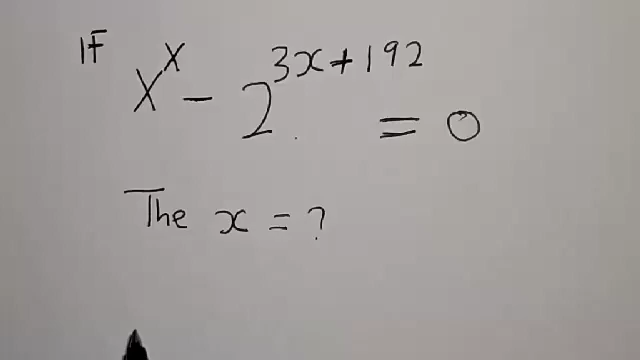 IF x^x - 2^{3x+192} = 0
The x = ?